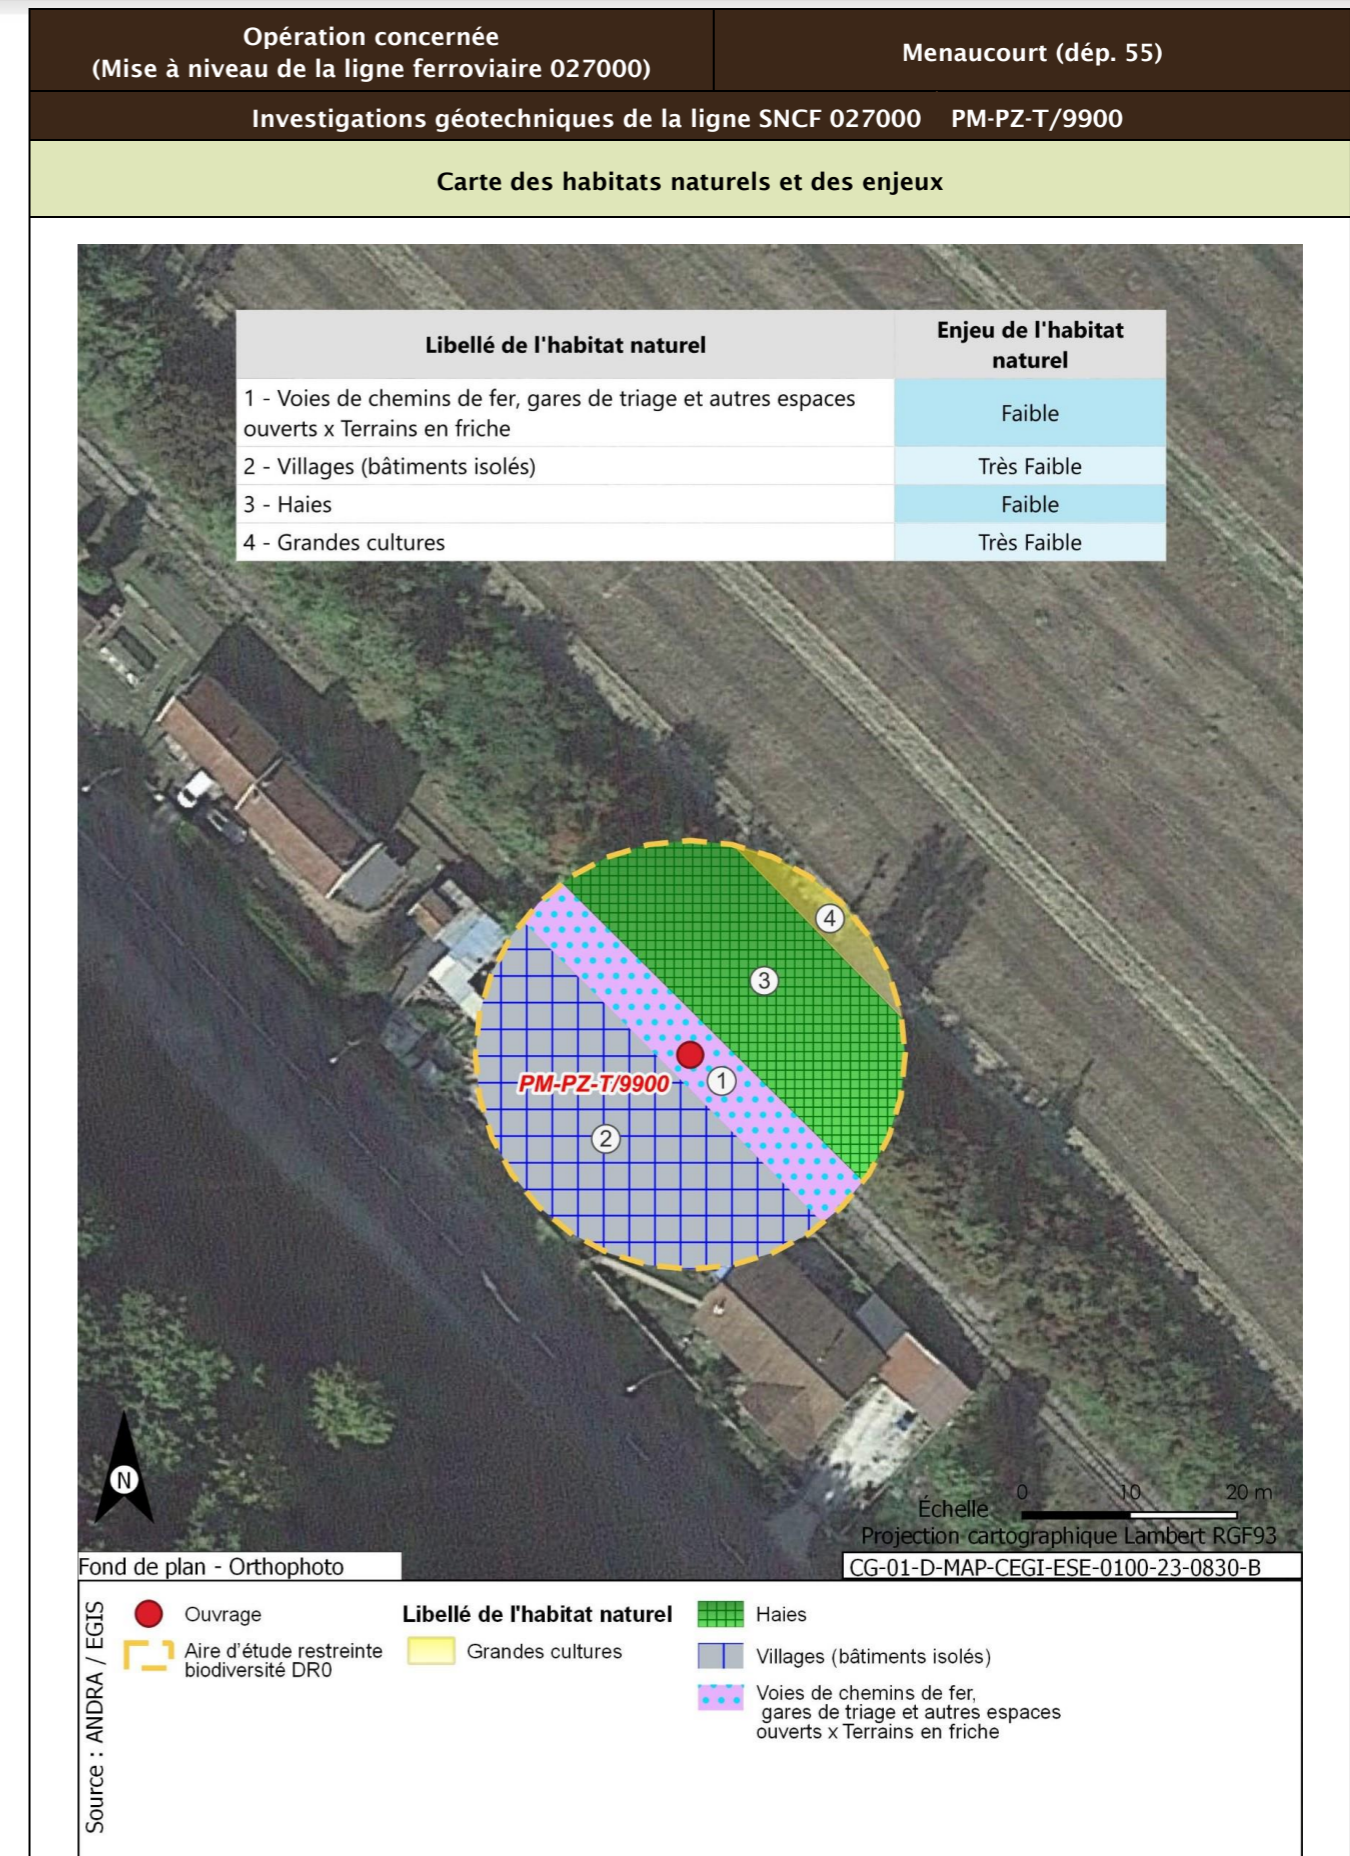 Opération concernée
(Mise à niveau de la ligne ferroviaire 027000)
Menaucourt (dép. 55)
Investigations géotechniques de la ligne SNCF 027000 PM-PZ-T/9900
Carte des habitats naturels et des enjeux
Libellé de l'habitat naturel
Enjeu de l'habitat
naturel
1 - Voies de chemins de fer, gares de triage et autres espaces
ouverts x Terrains en friche
Faible
2 - Villages (bâtiments isolés)
Très Faible
3 - Haies
Faible
4 - Grandes cultures
Très Faible
4
3
PM-PZ-T/9900
1
2
N
Échelle
0 10 20 m
Projection cartographique Lambert RGF93
Fond de plan - Orthophoto
CG-01-D-MAP-CEGI-ESE-0100-23-0830-B
Source : ANDRA / EGIS
Ouvrage
Aire d'étude restreinte
biodiversité DR0
Libellé de l'habitat naturel
Grandes cultures
Haies
Villages (bâtiments isolés)
Voies de chemins de fer,
gares de triage et autres espaces
ouverts x Terrains en friche